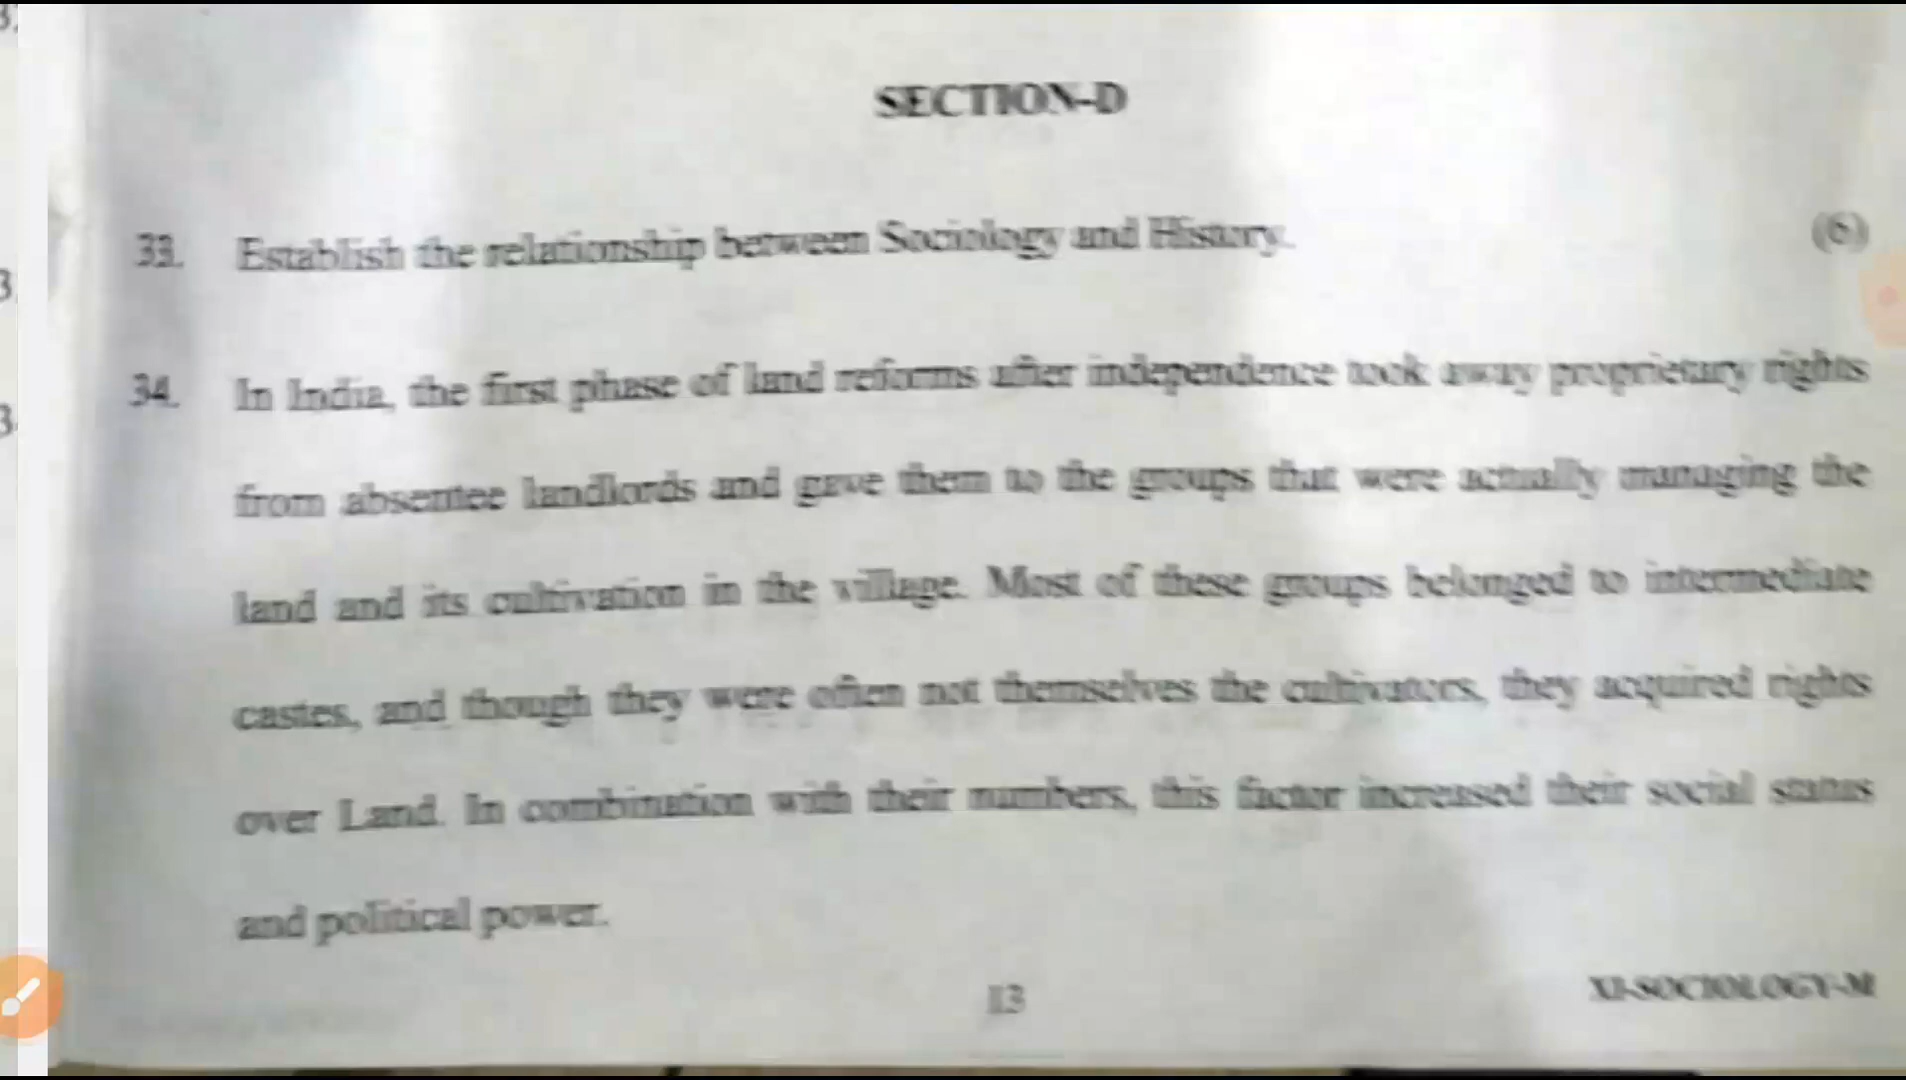 SECTION-D
33. Establish the relationship between Sociology and History. (6)
34. In India, the first phase of land reforms after independence took away proprietary rights
from absentee landlords and gave them to the groups that were actually managing the
land and its cultivation in the village. Most of these groups belonged to intermediate
castes, and though they were often not themselves the cultivators, they acquired rights
over Land. In combination with their numbers, this factor increased their social status
and political power.
13
XI-SOCIOLOGY-M